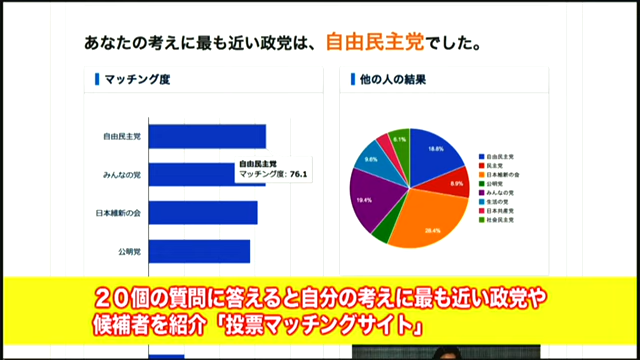 あなたの考えに最も近い政党は、自由民主党でした。
マッチング度
自由民主党
みんなの党
日本維新の会
公明党
自由民主党
マッチング度: 76.1
他の人の結果
18.8%
8.9%
26.4%
19.4%
9.6%
6.1%
自由民主党
民主党
日本維新の会
公明党
みんなの党
生活の党
日本共産党
社会民主党
２０個の質問に答えると自分の考えに最も近い政党や
候補者を紹介「投票マッチングサイト」